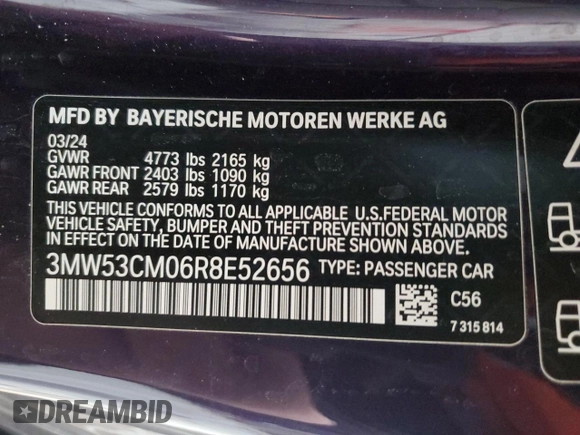 MFD BY BAYERISCHE MOTOREN WERKE AG
03/24
GVWR 4773 lbs 2165 kg
GAWR FRONT 2403 lbs 1090 kg
GAWR REAR 2579 lbs 1170 kg
THIS VEHICLE CONFORMS TO ALL APPLICABLE U.S.FEDERAL MOTOR
VEHICLE SAFETY, BUMPER AND THEFT PREVENTION STANDARDS
IN EFFECT ON THE DATE OF MANUFACTURE SHOWN ABOVE.
3MW53CM06R8E52656 TYPE: PASSENGER CAR
C56
7 315 814
DREAMBID